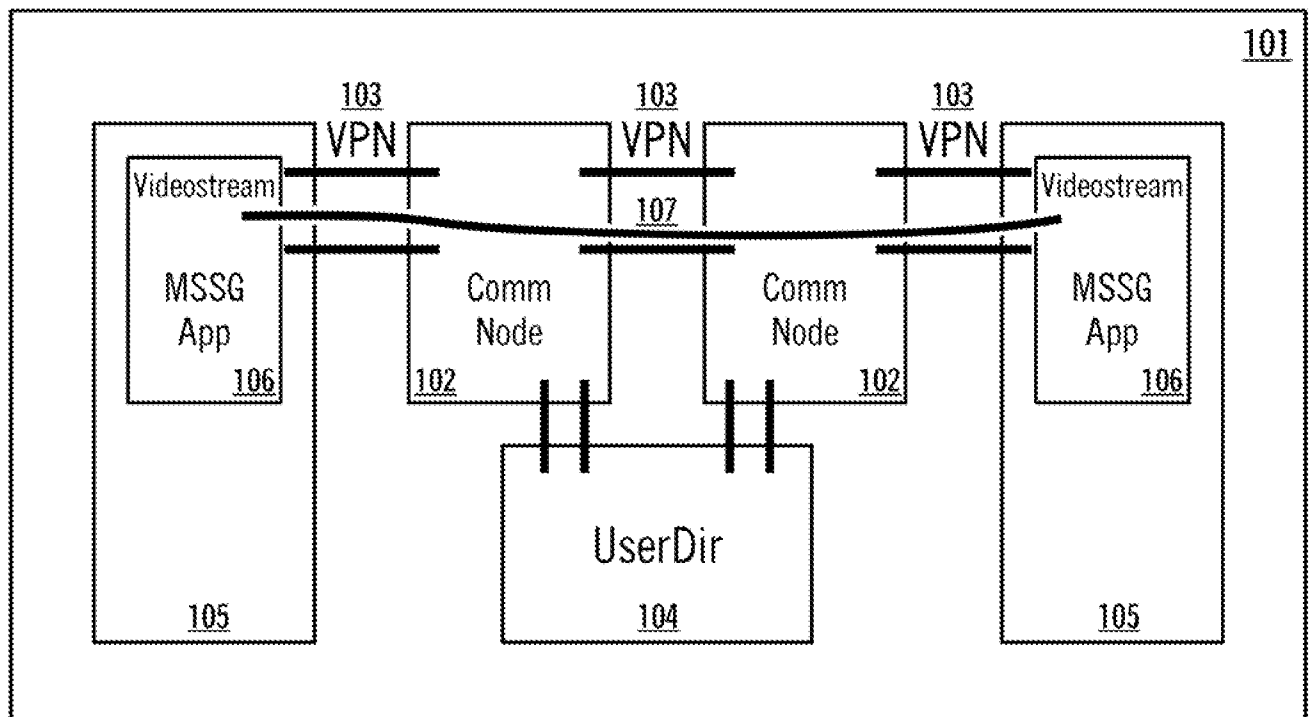 101
103 103 103
VPN VPN VPN
Videostream Videostream
107
MSSG Comm Comm MSSG
App Node Node App
106 102 102 106
UserDir
105 104 105